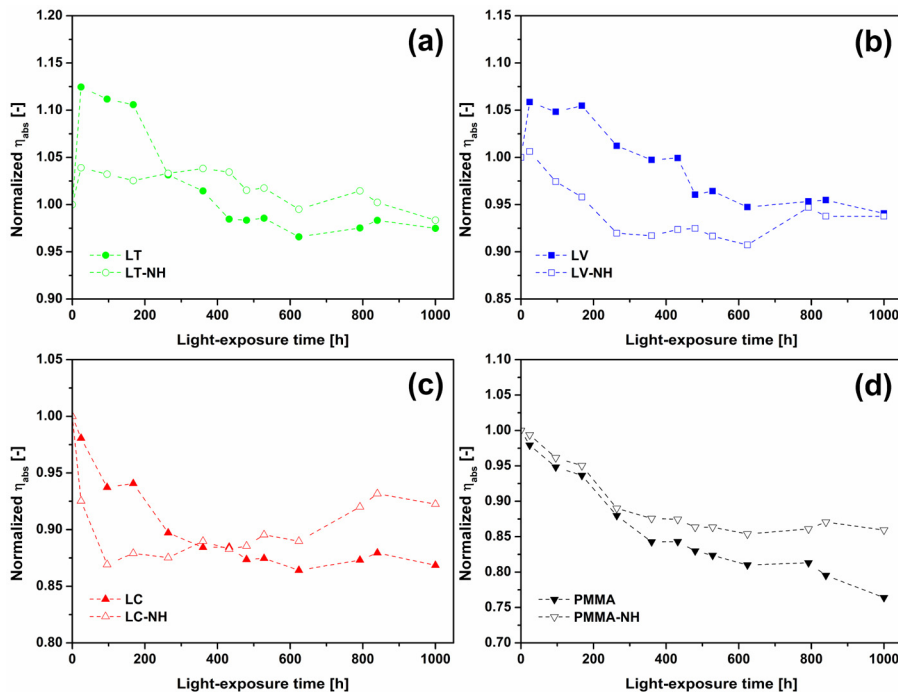 (a)
1.20
1.15
1.10
1.05
1.00
0.95
0.90
Normalized ηabs [-]
LT
LT-NH
0 200 400 600 800 1000
Light-exposure time [h]
(b)
1.15
1.10
1.05
1.00
0.95
0.90
0.85
Normalized ηabs [-]
LV
LV-NH
0 200 400 600 800 1000
Light-exposure time [h]
(c)
1.05
1.00
0.95
0.90
0.85
0.80
Normalized ηabs [-]
LC
LC-NH
0 200 400 600 800 1000
Light-exposure time [h]
(d)
1.10
1.05
1.00
0.95
0.90
0.85
0.80
0.75
0.70
Normalized ηabs [-]
PMMA
PMMA-NH
0 200 400 600 800 1000
Light-exposure time [h]